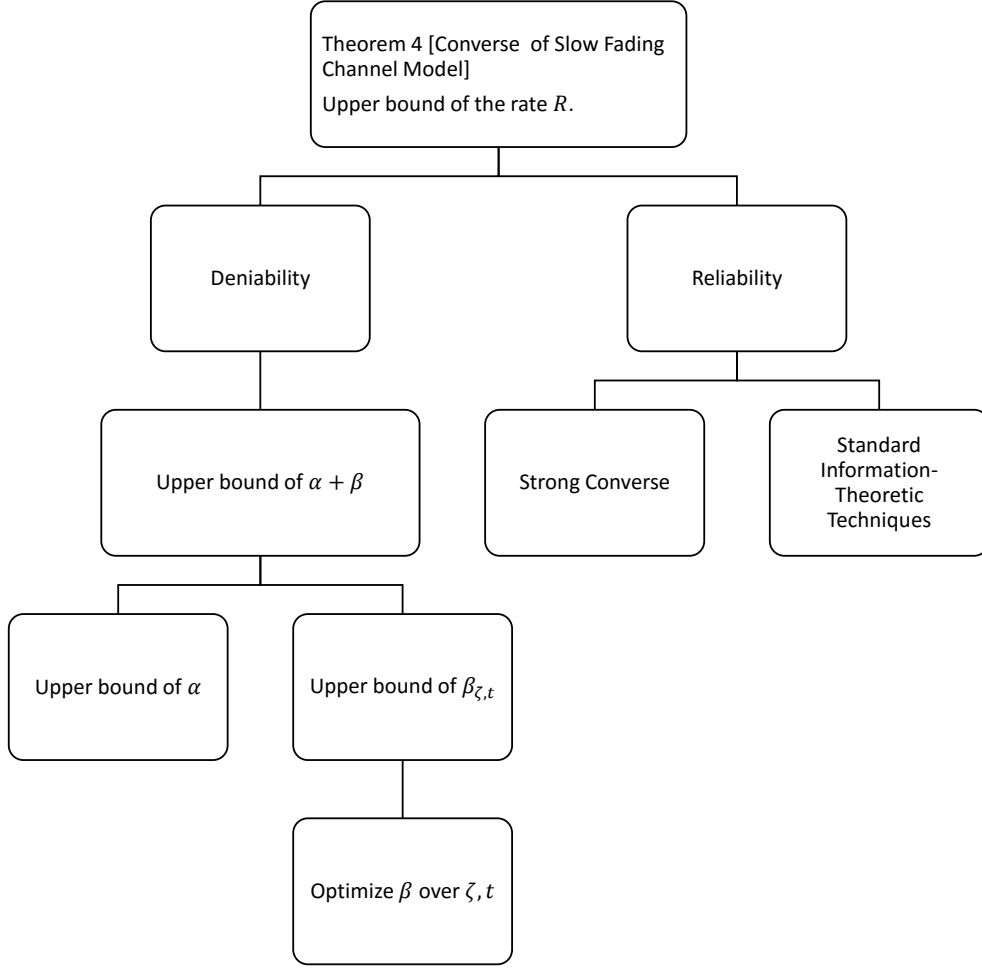 Theorem 4 [Converse of Slow Fading
Channel Model]
Upper bound of the rate 𝑅.
Deniability
Reliability
Upper bound of 𝛼 + 𝛽
Strong Converse
Standard
Information-
Theoretic
Techniques
Upper bound of 𝛼
Upper bound of 𝛽_{𝜁,𝑡}
Optimize 𝛽 over 𝜁, 𝑡